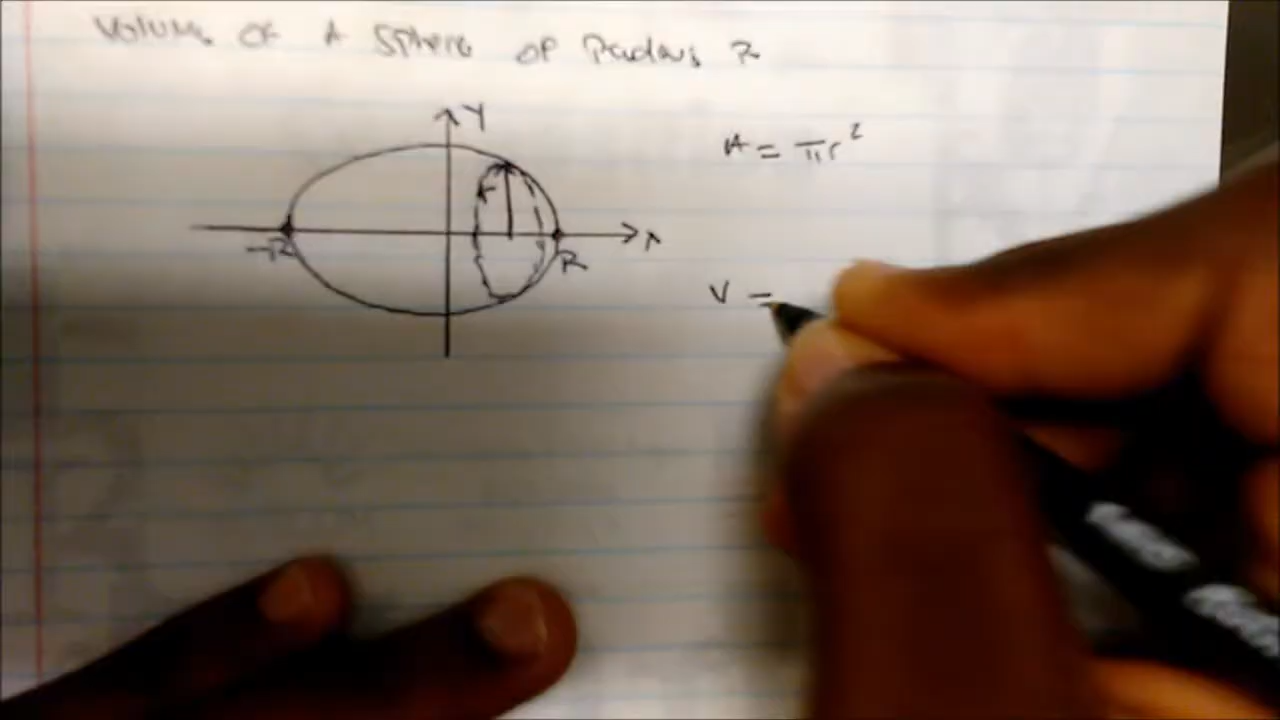 Volume of A Sphere of Radius R
Y
A = πr²
r
-R
R
x
V =